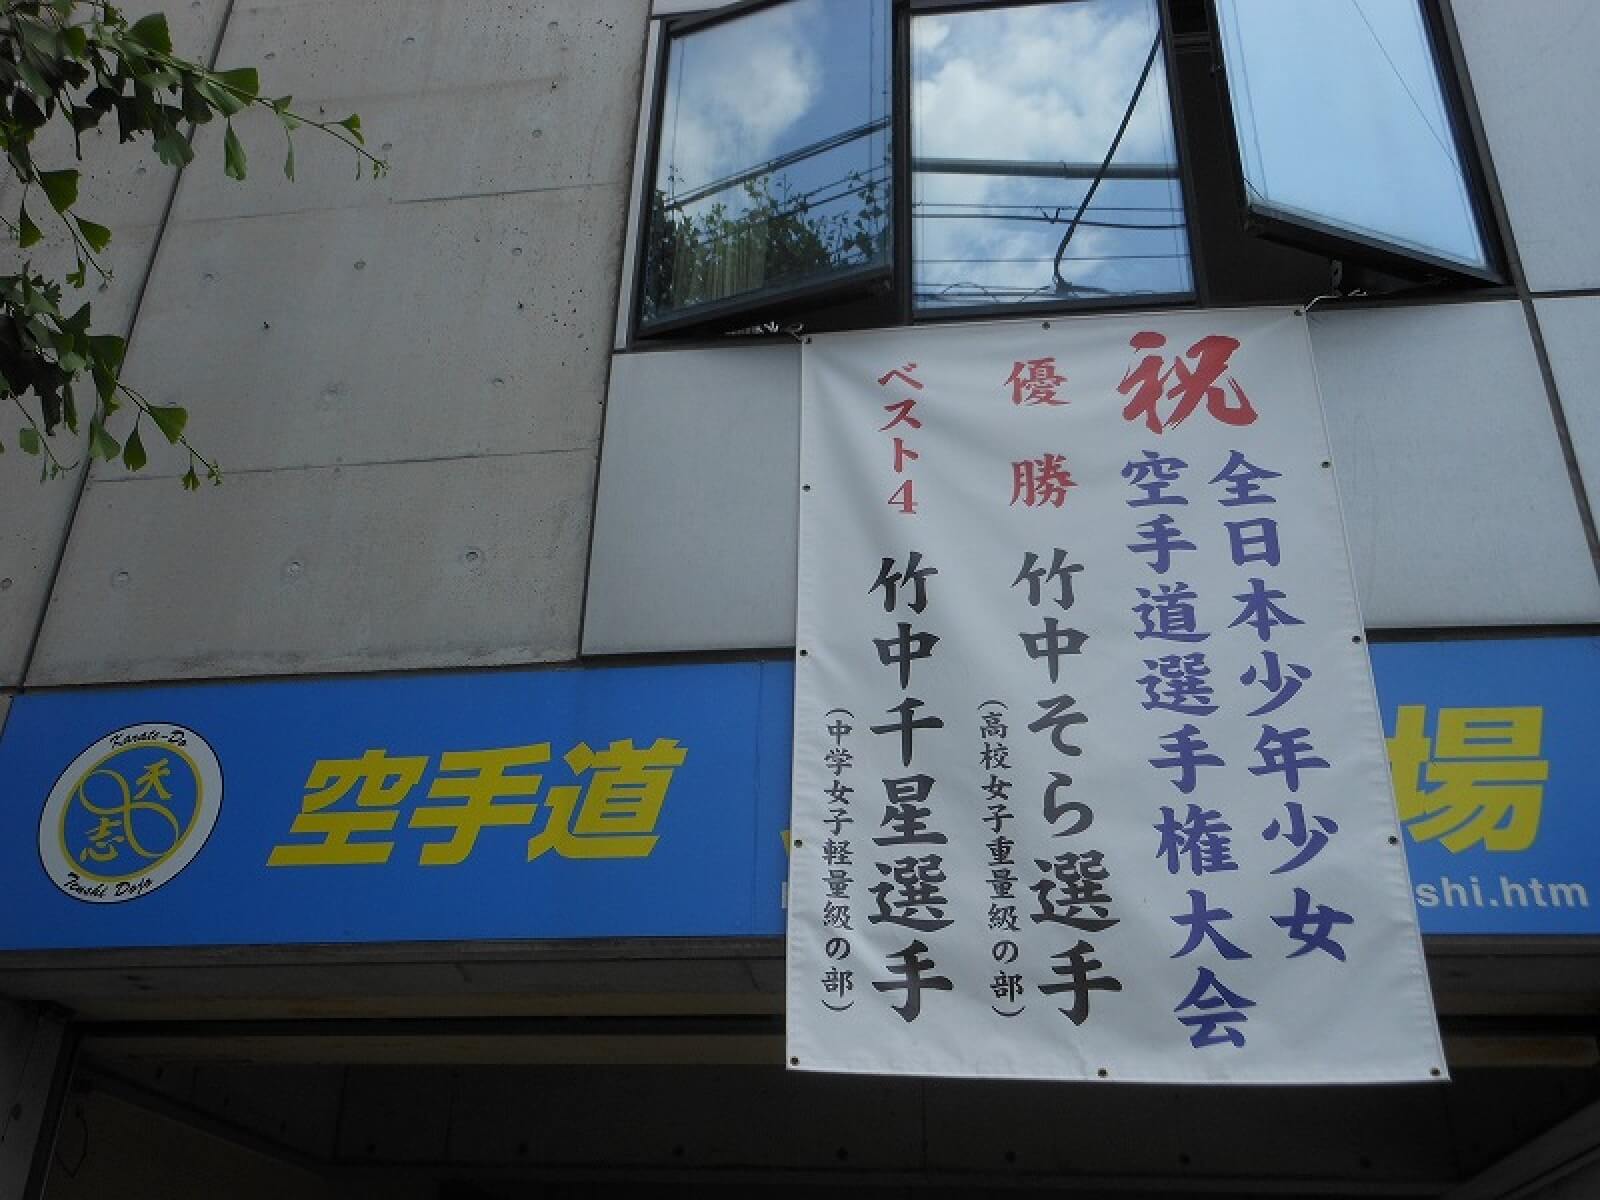 祝
全日本少年少女
空手道選手権大会
優勝 竹中そら選手
(高校女子重量級の部)
ベスト4 竹中千星選手
(中学女子軽量級の部)
Karate-Do
天志
Tenshi Dojo
空手道
場
shi.htm